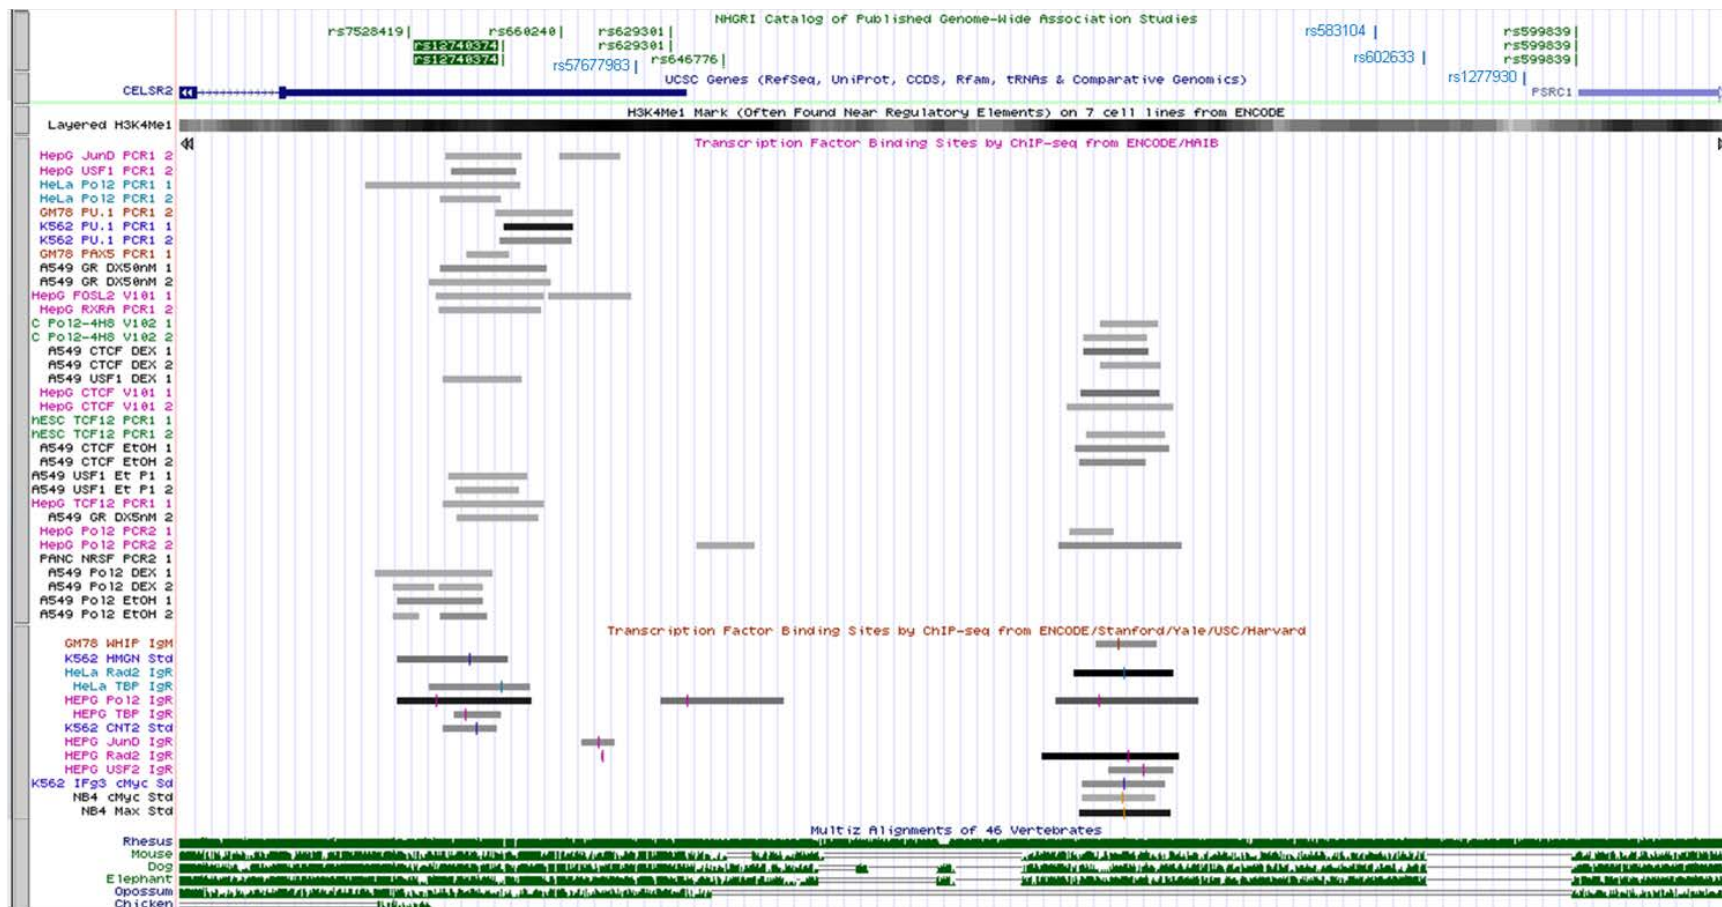 NHGRI Catalog of Published Genome-Wide Association Studies
rs7528419 rs660240 rs629301 rs583104 rs599839
rs12740374 rs629301 rs599839
rs12740374 rs57677983 rs646776 rs602633 rs599839
UCSC Genes (RefSeq, UniProt, CCDS, Rfam, tRNAs & Comparative Genomics) rs1277930
CELSR2 PSRC1
H3K4Me1 Mark (Often Found Near Regulatory Elements) on 7 cell lines from ENCODE
Layered H3K4Me1
Transcription Factor Binding Sites by ChIP-seq from ENCODE/HAIB
HepG JunD PCR1 2
HepG USF1 PCR1 2
HeLa Pol2 PCR1 1
HeLa Pol2 PCR1 2
GM78 PU.1 PCR1 2
K562 PU.1 PCR1 1
K562 PU.1 PCR1 2
GM78 PAX5 PCR1 1
A549 GR DX50nM 1
A549 GR DX50nM 2
HepG FOSL2 V101 1
HepG RXRA PCR1 2
C Pol2-4H8 V102 1
C Pol2-4H8 V102 2
A549 CTCF DEX 1
A549 CTCF DEX 2
A549 USF1 DEX 1
HepG CTCF V101 1
HepG CTCF V101 2
hESC TCF12 PCR1 1
hESC TCF12 PCR1 2
A549 CTCF EtOH 1
A549 CTCF EtOH 2
A549 USF1 Et P1 1
A549 USF1 Et P1 2
HepG TCF12 PCR1 1
A549 GR DX5nM 2
HepG Pol2 PCR2 1
HepG Pol2 PCR2 2
PANC NRSF PCR2 1
A549 Pol2 DEX 1
A549 Pol2 DEX 2
A549 Pol2 EtOH 1
A549 Pol2 EtOH 2
Transcription Factor Binding Sites by ChIP-seq from ENCODE/Stanford/Yale/USC/Harvard
GM78 WHIP IgM
K562 HMGN Std
HeLa Rad2 IgR
HeLa TBP IgR
HEPG Pol2 IgR
HEPG TBP IgR
K562 CNT2 Std
HEPG JunD IgR
HEPG Rad2 IgR
HEPG USF2 IgR
K562 IFg3 cMyc Sd
NB4 cMyc Std
NB4 Max Std
Multiz Alignments of 46 Vertebrates
Rhesus
Mouse
Dog
Elephant
Opossum
Chicken